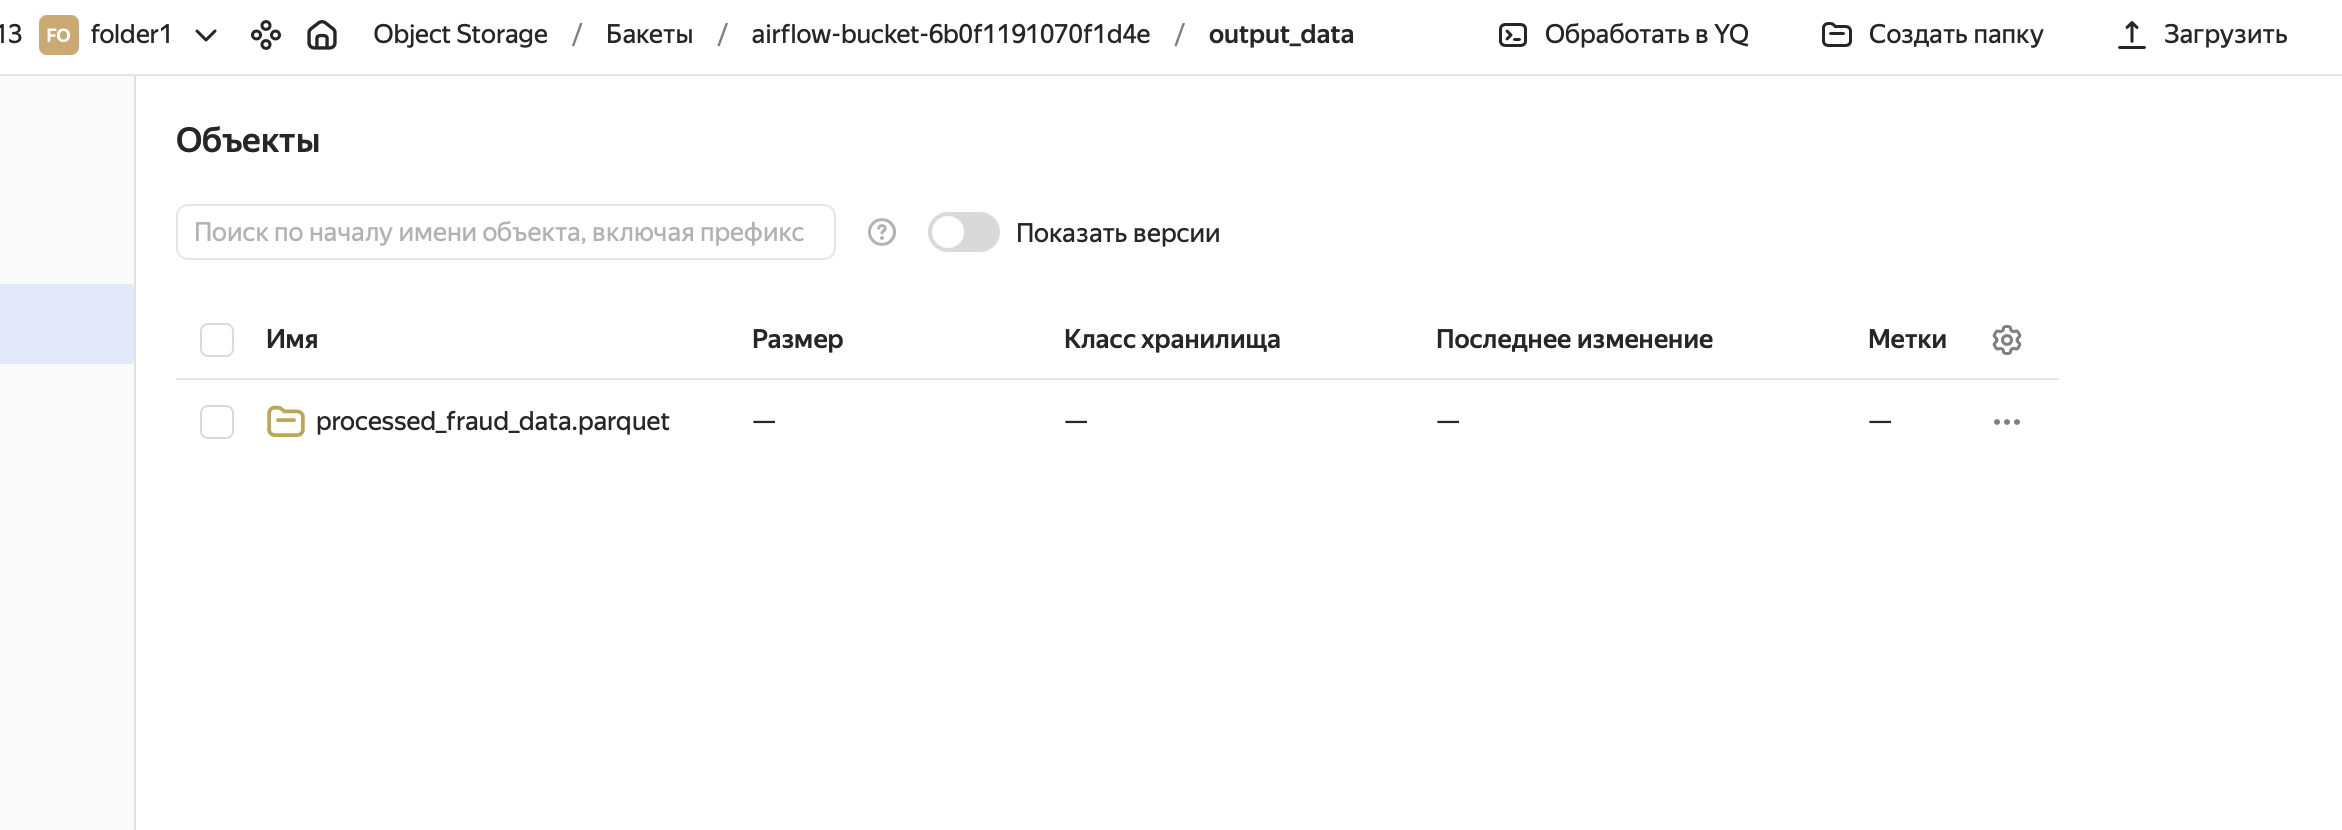 13 FO folder1 Object Storage / Бакеты / airflow-bucket-6b0f1191070f1d4e / output_data Обработать в YQ Создать папку Загрузить
Объекты
Поиск по началу имени объекта, включая префикс ? Показать версии
Имя Размер Класс хранилища Последнее изменение Метки
processed_fraud_data.parquet — — — —